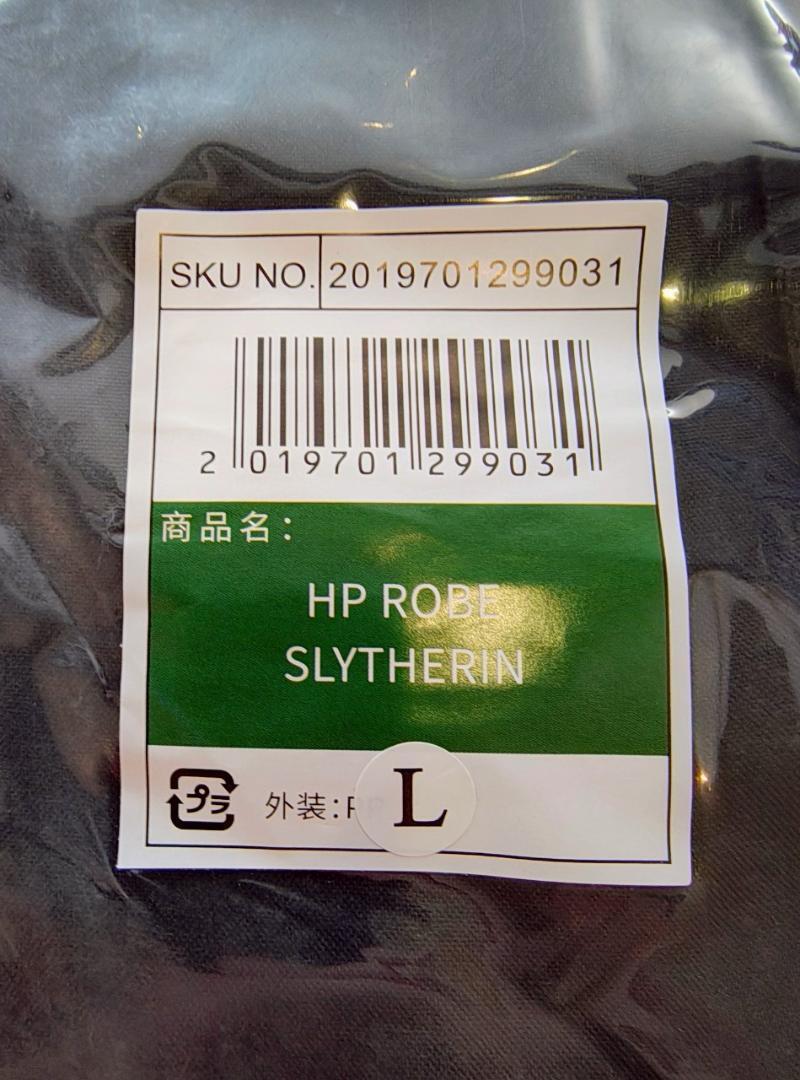 SKU NO. 2019701299031
2 019701 299031
商品名：
HP ROBE
SLYTHERIN
プラ 外装：
L